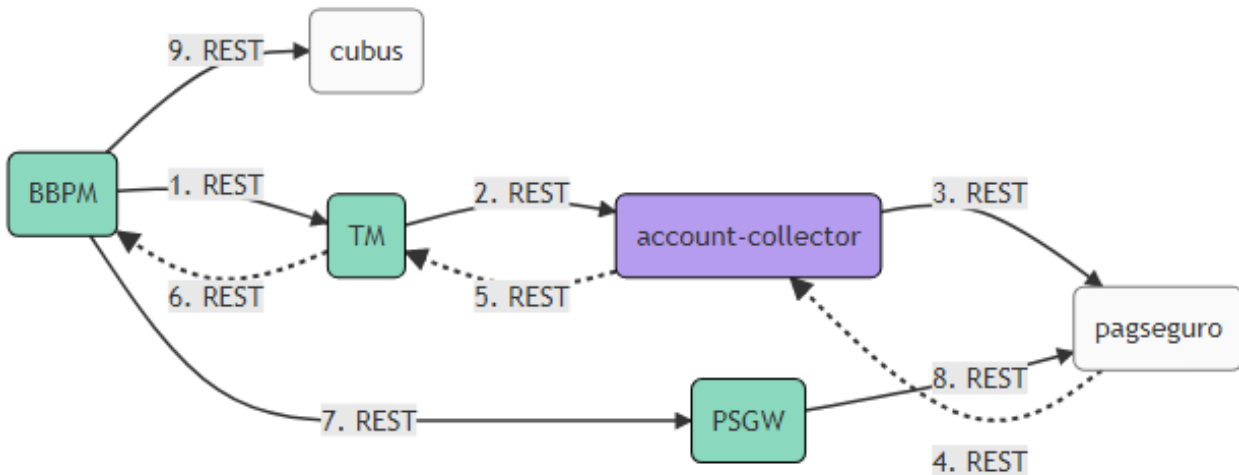 9. REST
cubus
BBPM
1. REST
TM
2. REST
account-collector
3. REST
6. REST
5. REST
pagseguro
7. REST
PSGW
8. REST
4. REST